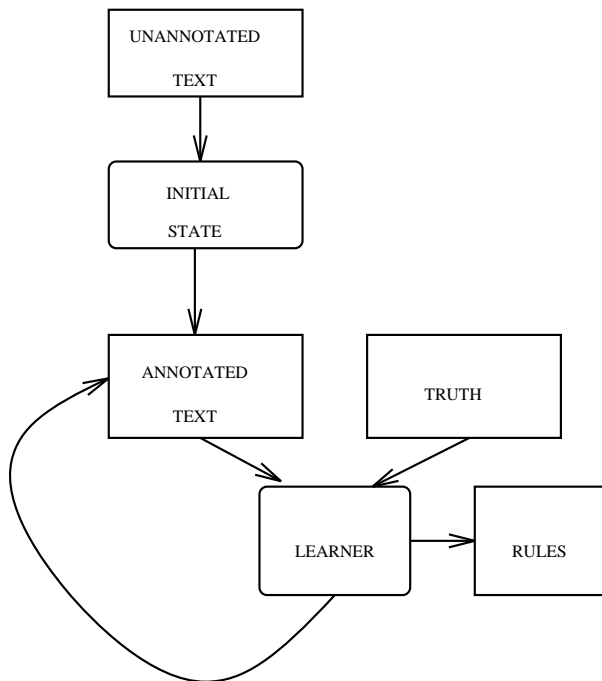 UNANNOTATED
TEXT
INITIAL
STATE
ANNOTATED
TEXT
TRUTH
LEARNER
RULES